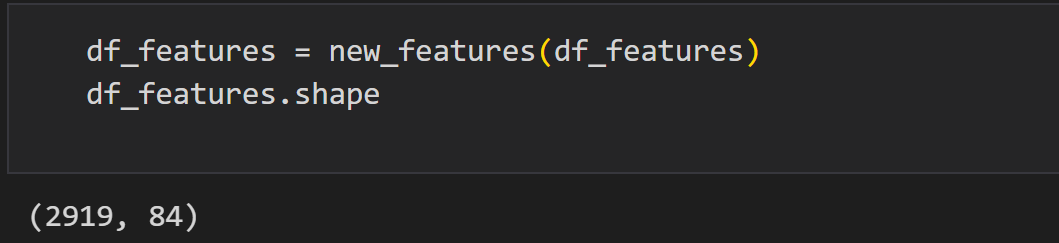 df_features = new_features(df_features)
df_features.shape
(2919, 84)